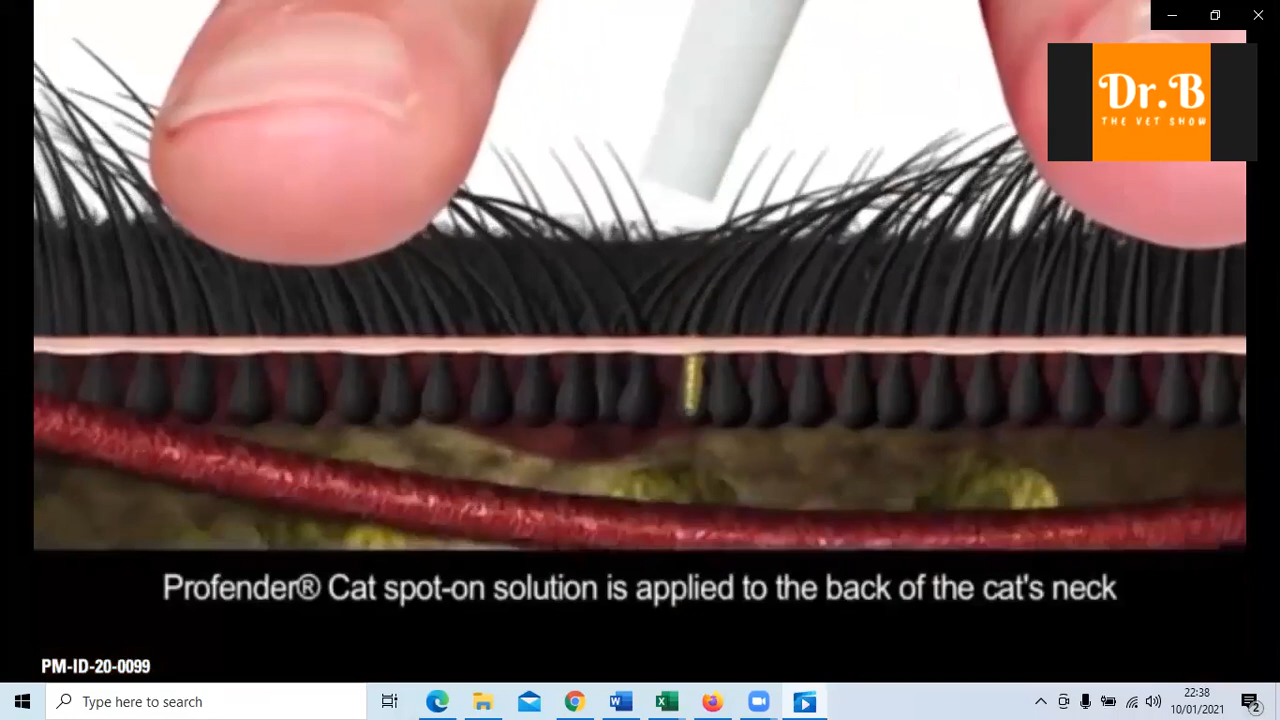 Dr.B
THE VET SHOW
Profender® Cat spot-on solution is applied to the back of the cat's neck
PM-ID-20-0099
Type here to search
22:38
10/01/2021
2